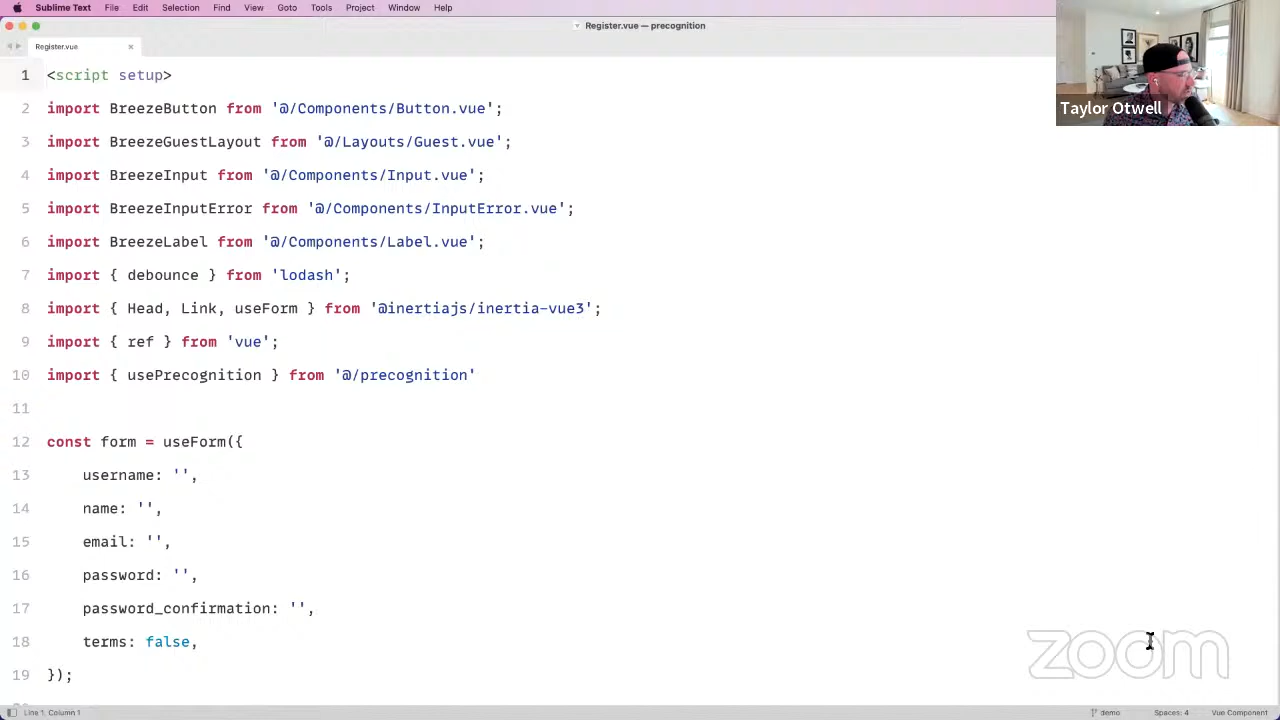 Sublime Text File Edit Selection Find View Goto Tools Project Window Help
Register.vue — precognition
Register.vue
Taylor Otwell
1 <script setup>
2 import BreezeButton from '@/Components/Button.vue';
3 import BreezeGuestLayout from '@/Layouts/Guest.vue';
4 import BreezeInput from '@/Components/Input.vue';
5 import BreezeInputError from '@/Components/InputError.vue';
6 import BreezeLabel from '@/Components/Label.vue';
7 import { debounce } from 'lodash';
8 import { Head, Link, useForm } from '@inertiajs/inertia-vue3';
9 import { ref } from 'vue';
10 import { usePrecognition } from '@/precognition'
11
12 const form = useForm({
13 username: '',
14 name: '',
15 email: '',
16 password: '',
17 password_confirmation: '',
18 terms: false,
19 });
zoom
Line 1, Column 1
demo Spaces: 4 Vue Component